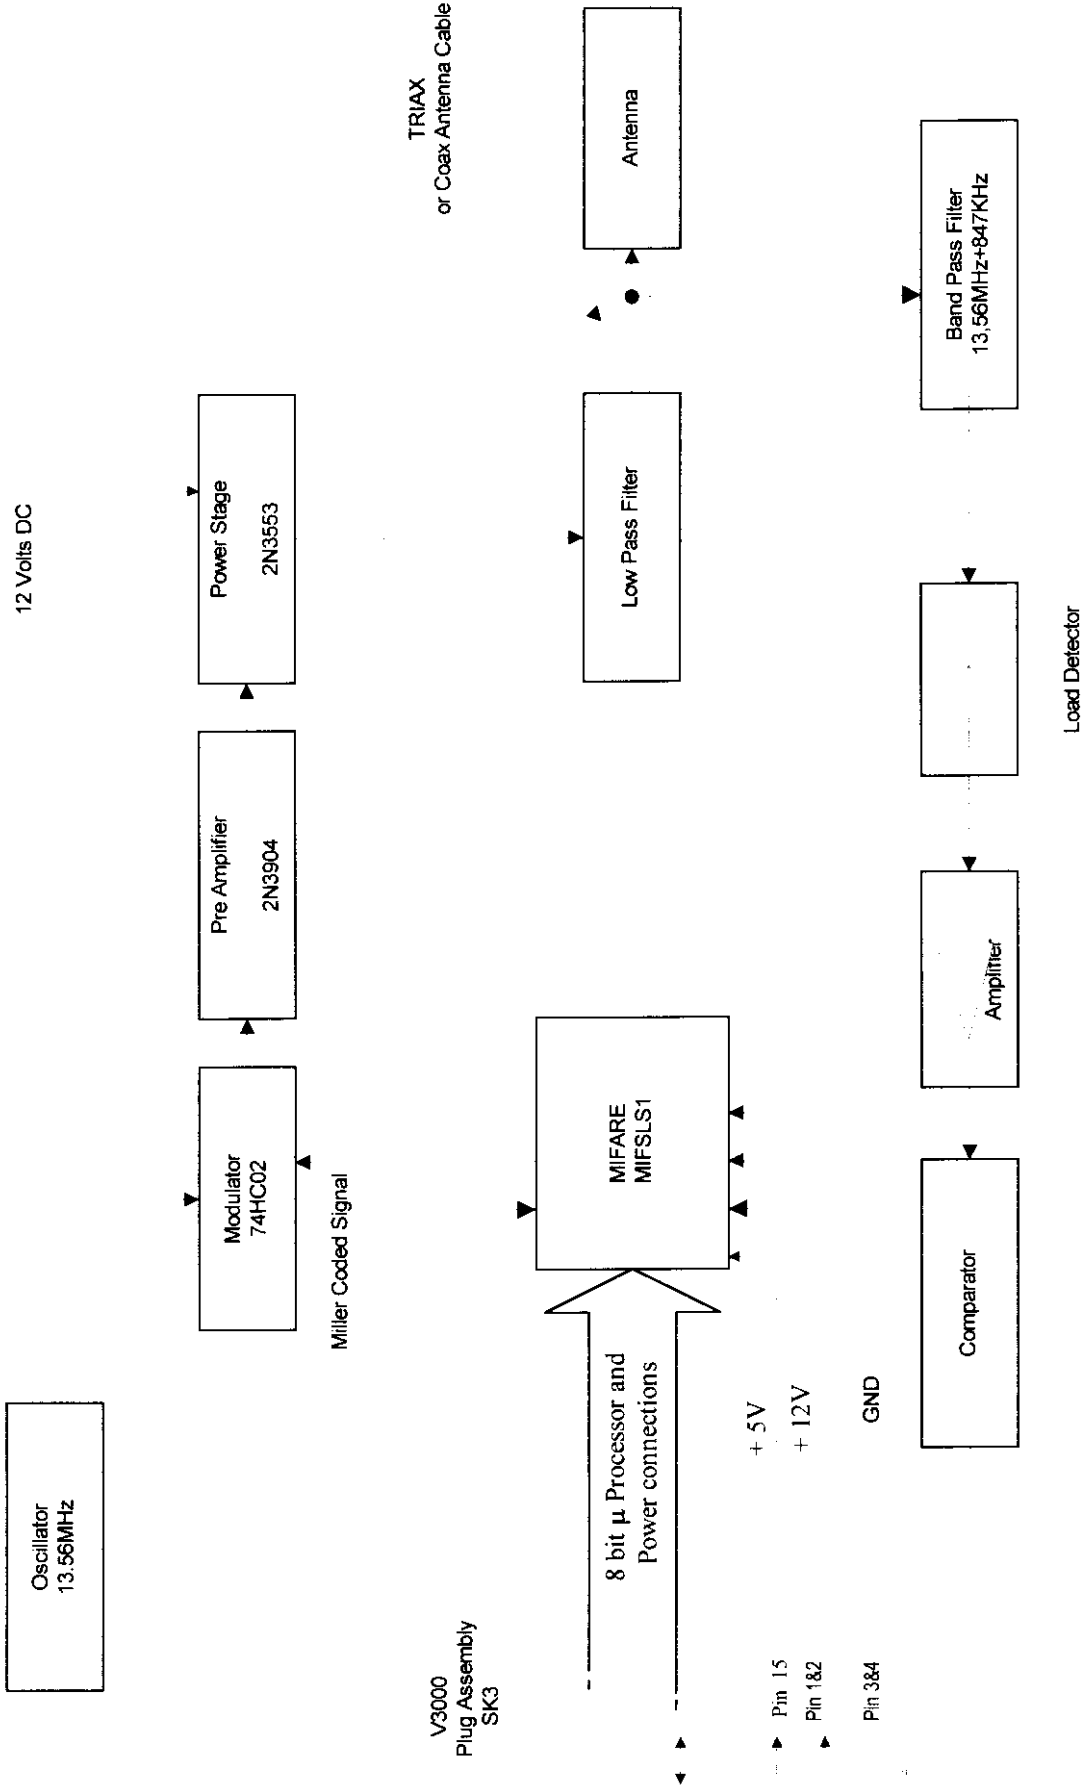 Oscillator
13.56MHz
12 Volts DC
Modulator
74HC02
Pre Amplifier
2N3904
Power Stage
2N3553
Miller Coded Signal
TRIAX
or Coax Antenna Cable
V3000
Plug Assembly
SK3
8 bit µ Processor and
Power connections
MIFARE
MIFSLS1
Low Pass Filter
Antenna
Pin 15
+ 5V
Pin 1&2
+ 12V
Pin 3&4
GND
Comparator
Amplifier
Load Detector
Band Pass Filter
13,56MHz+847KHz